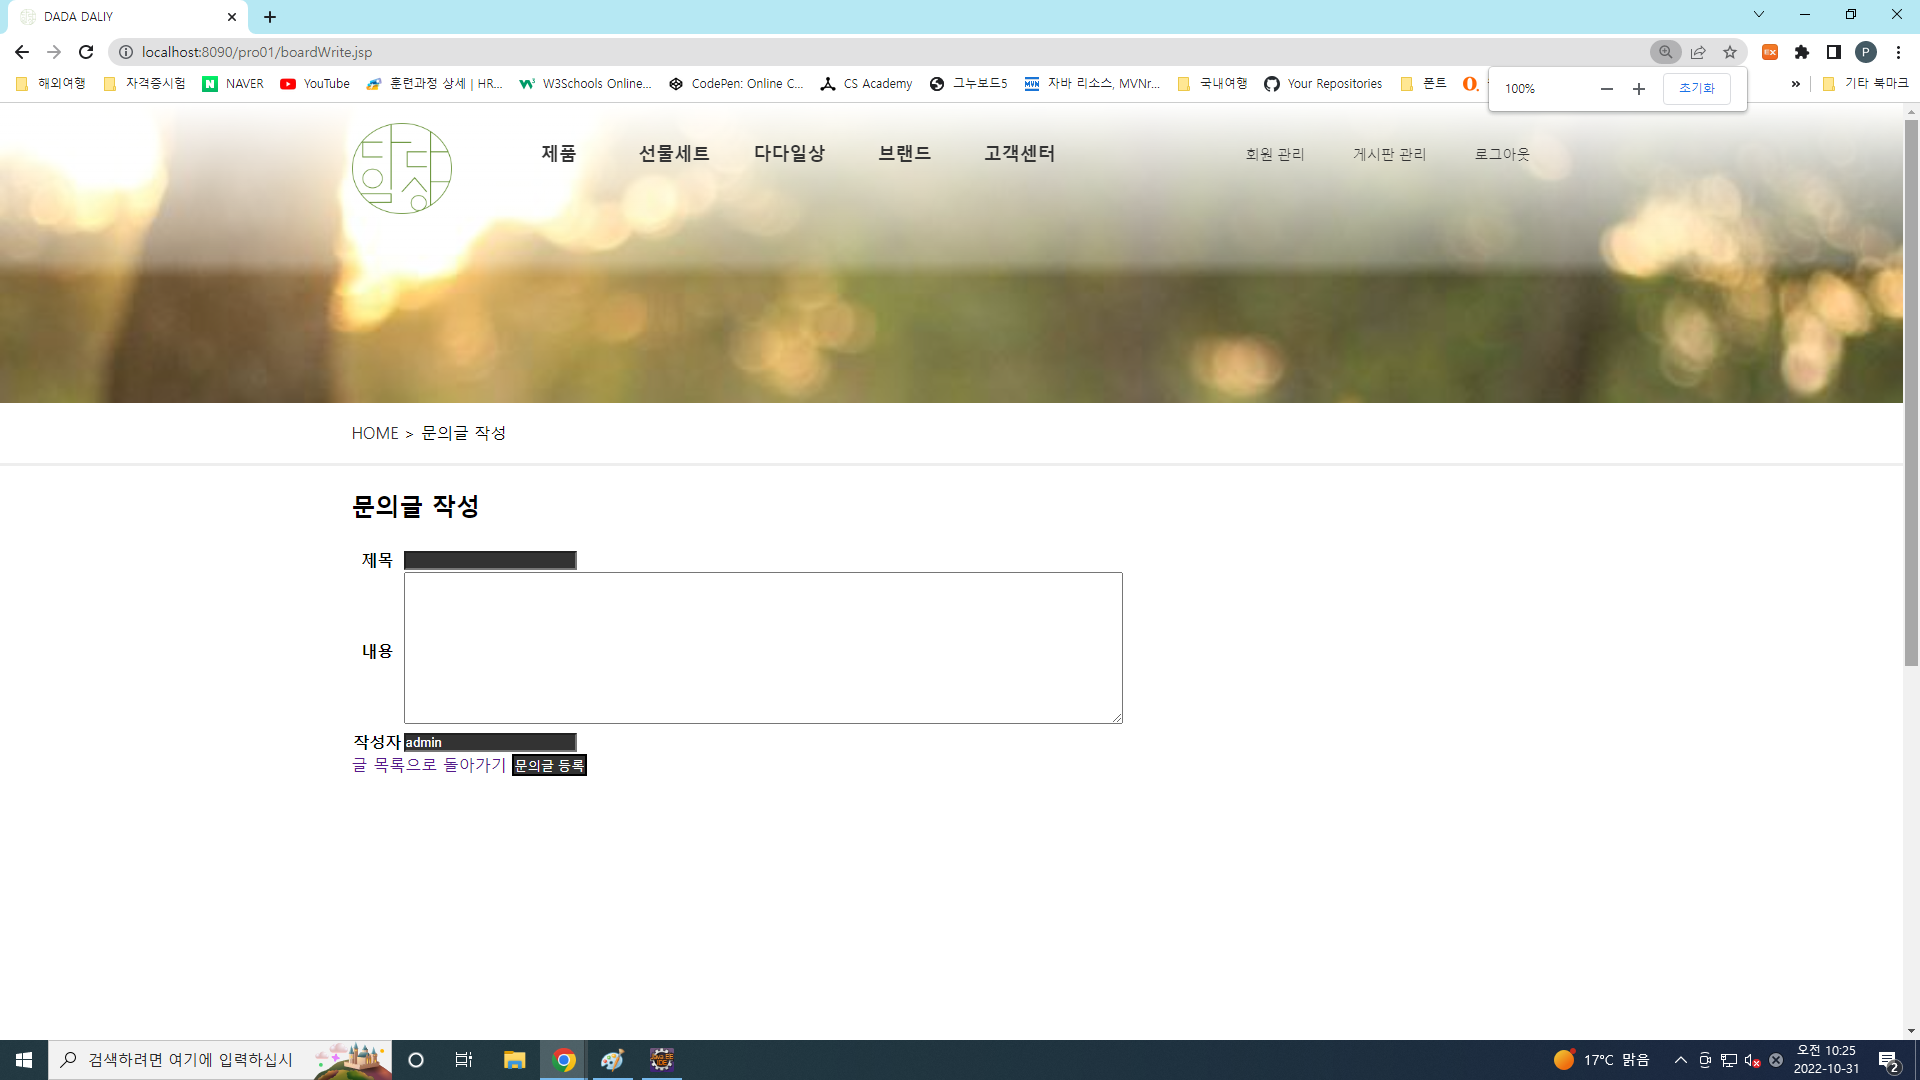 DADA DALIY
localhost:8090/pro01/boardWrite.jsp
해외여행 자격증시험 NAVER YouTube 훈련과정 상세 | HR... W3Schools Online... CodePen: Online C... CS Academy 그누보드5 자바 리소스, MVNr... 국내여행 Your Repositories 폰트 » 기타 북마크
100% 초기화
제품 선물세트 다다일상 브랜드 고객센터 회원 관리 게시판 관리 로그아웃
다다일상
HOME > 문의글 작성
문의글 작성
제목
내용
작성자 admin
글 목록으로 돌아가기 문의글 등록
검색하려면 여기에 입력하십시
17°C 맑음
오전 10:25
2022-10-31
2